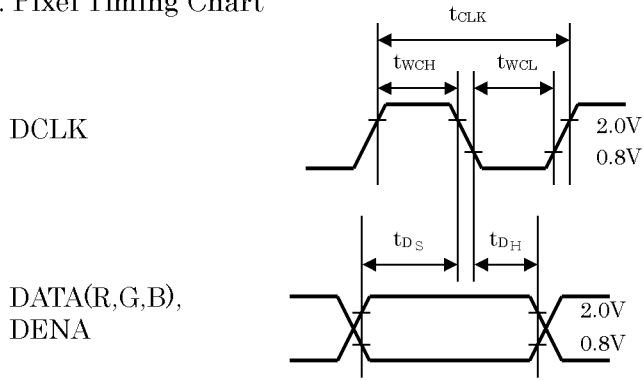 . Pixel Timing Chart
tCLK
tWCH
tWCL
DCLK
2.0V
0.8V
tDS
tDH
DATA(R,G,B),
DENA
2.0V
0.8V